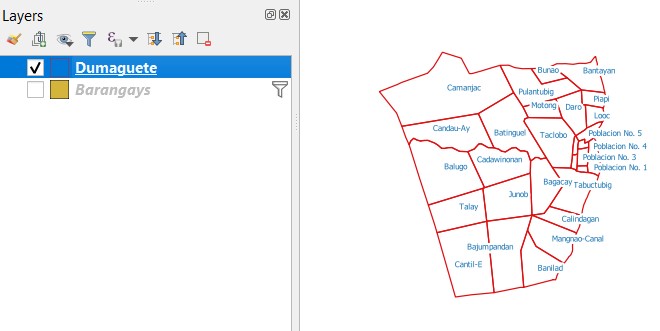 Layers
Dumaguete
Barangays
Bunao
Bantayan
Camanjac
Pulantubig
Piapi
Motong
Daro
Looc
Candau-Ay
Batinguel
Taclobo
Poblacion No. 5
Poblacion No. 4
Cadawinonan
Poblacion No. 3
Balugo
Poblacion No. 1
Bagacay
Tabuctubig
Junob
Talay
Calindagan
Mangnao-Canal
Bajumpandan
Cantil-E
Banilad